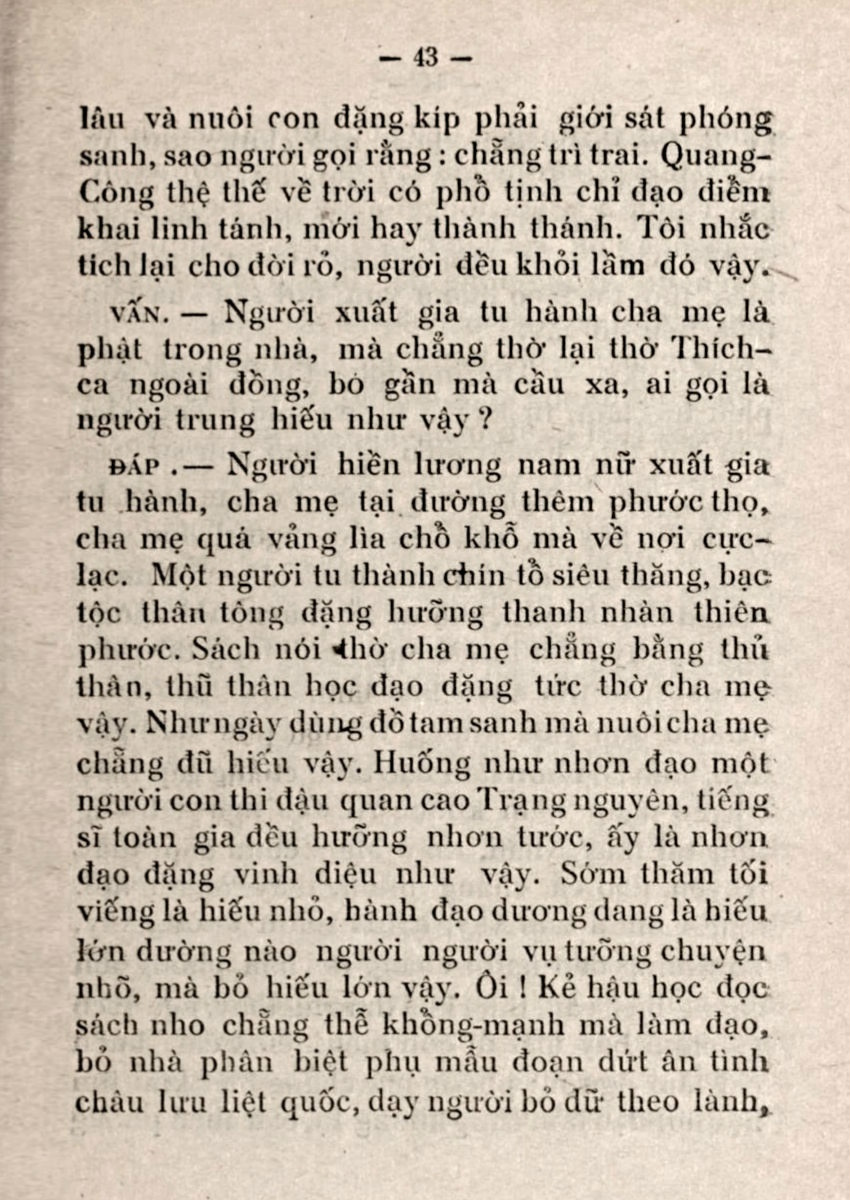 — 43 —
lâu và nuôi con đặng kíp phải giới sát phóng
sanh, sao người gọi rằng : chẳng trì trai. Quang-
Công thệ thế về trời có phổ tịnh chỉ đạo điểm
khai linh tánh, mới hay thành thánh. Tôi nhắc
tích lại cho đời rỏ, người đều khỏi lầm đó vậy.
VẤN. — Người xuất gia tu hành cha mẹ là
phật trong nhà, mà chẳng thờ lại thờ Thích-
ca ngoài đồng, bỏ gần mà cầu xa, ai gọi là
người trung hiếu như vậy ?
ĐÁP .— Người hiền lương nam nữ xuất gia
tu hành, cha mẹ tại đường thêm phước thọ,
cha mẹ quá vảng lìa chổ khổ mà về nơi cực-
lạc. Một người tu thành chín tổ siêu thăng, bạc
tộc thân tông đặng hưỡng thanh nhàn thiên
phước. Sách nói thờ cha mẹ chẳng bằng thủ
thân, thũ thân học đạo đặng tức thờ cha mẹ
vậy. Như ngày dùng đồ tam sanh mà nuôi cha mẹ
chẵng đũ hiếu vậy. Huống như nhơn đạo một
người con thi đậu quan cao Trạng nguyên, tiếng
sĩ toàn gia đều hưỡng nhơn tước, ấy là nhơn
đạo đặng vinh diệu như vậy. Sớm thăm tối
viếng là hiếu nhỏ, hành đạo dương dang là hiếu
lớn dường nào người người vụ tưỡng chuyện
nhõ, mà bỏ hiếu lớn vậy. Ôi ! Kẻ hậu học đọc
sách nho chẵng thể khổng-mạnh mà làm đạo,
bỏ nhà phân biệt phụ mẫu đoạn dứt ân tình
châu lưu liệt quốc, dạy người bỏ dữ theo lành,